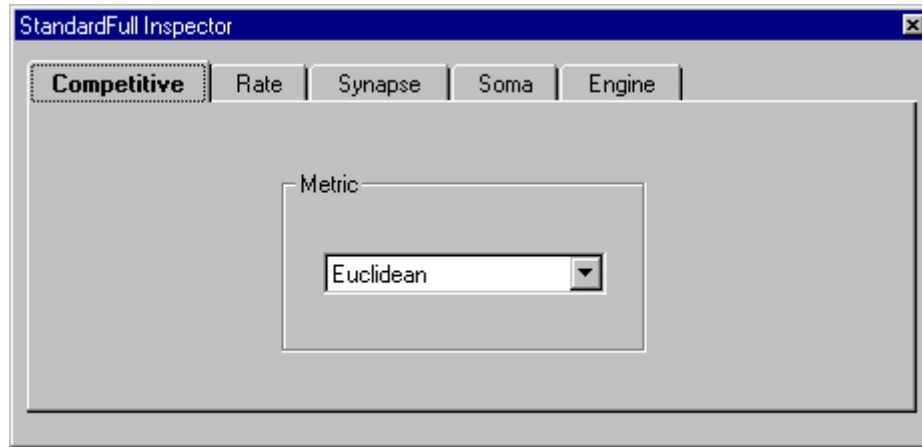 StandardFull Inspector
Competitive Rate Synapse Soma Engine
Metric
Euclidean